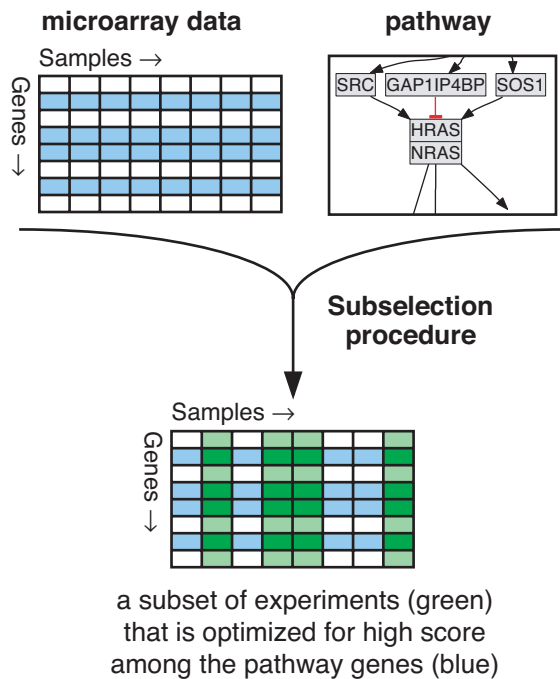 microarray data
pathway
Samples →
Genes →
SRC
GAP1IP4BP
SOS1
HRAS
NRAS
Subselection
procedure
Samples →
Genes →
a subset of experiments (green)
that is optimized for high score
among the pathway genes (blue)